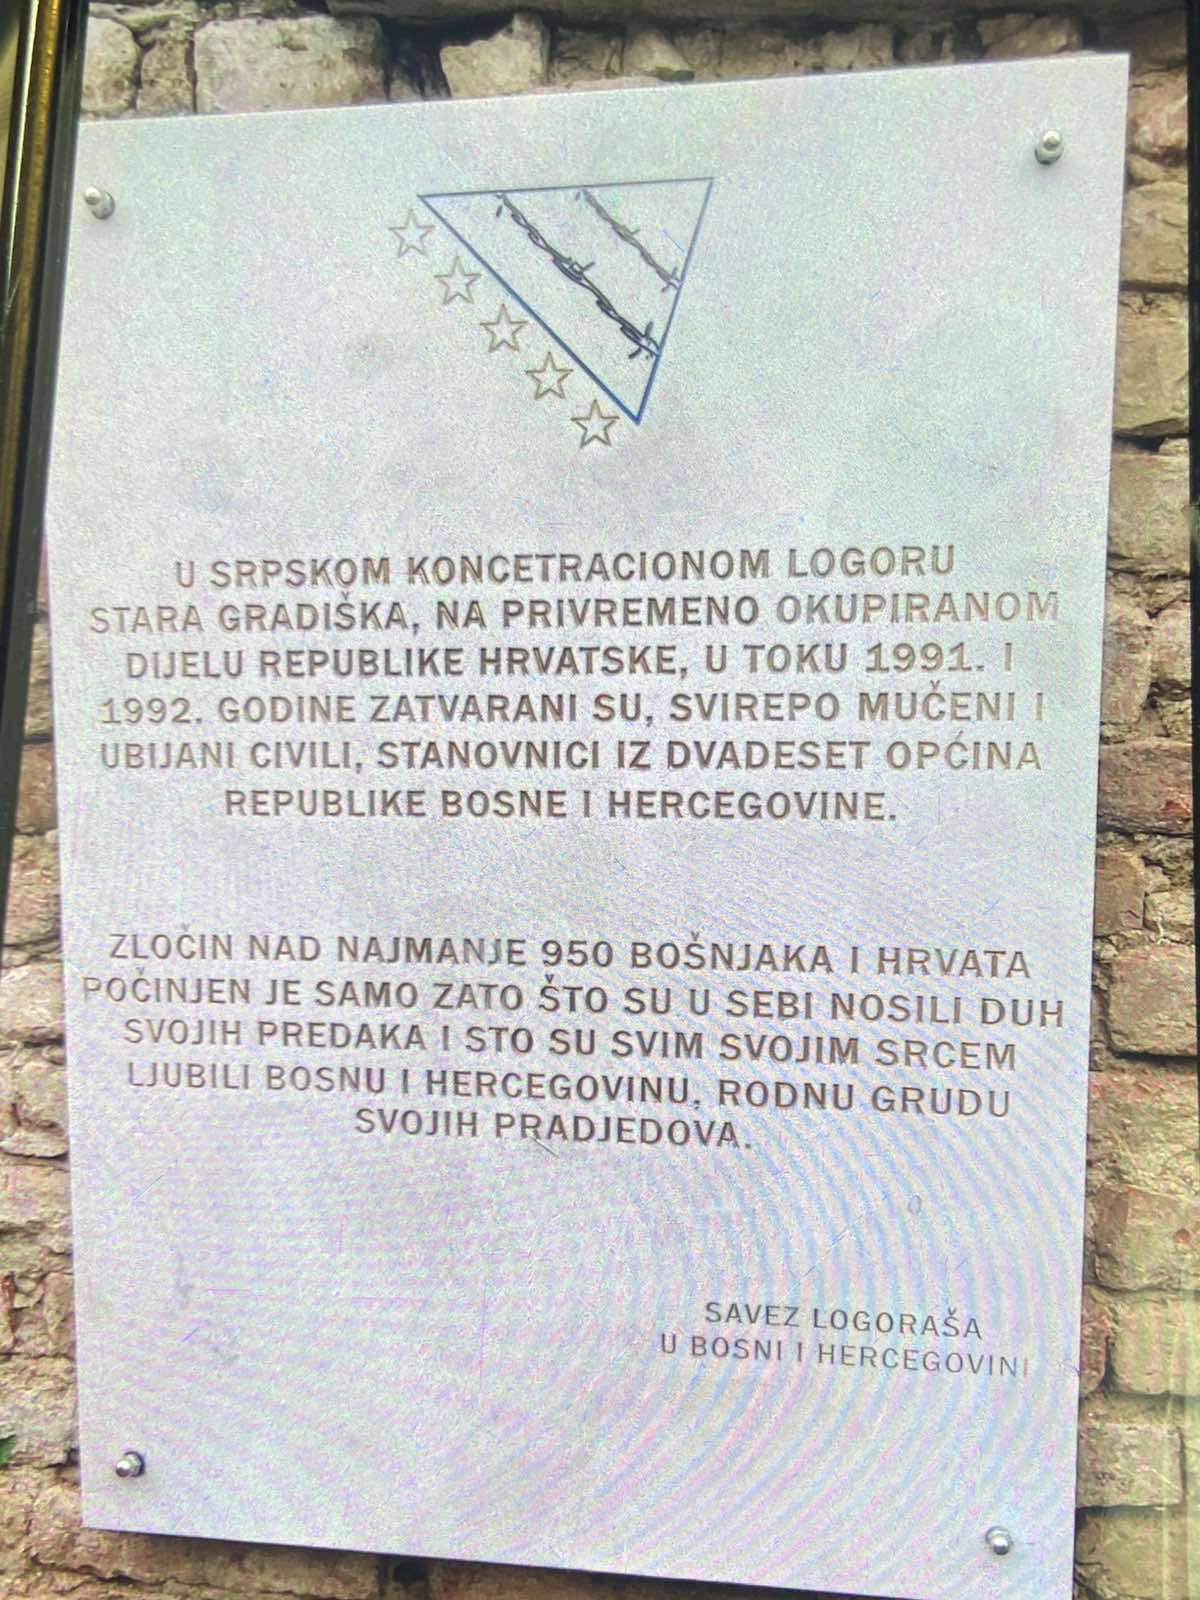 U SRPSKOM KONCETRACIONOM LOGORU
STARA GRADIŠKA, NA PRIVREMENO OKUPIRANOM
DIJELU REPUBLIKE HRVATSKE, U TOKU 1991. I
1992. GODINE ZATVARANI SU, SVIREPO MUČENI I
UBIJANI CIVILI, STANOVNICI IZ DVADESET OPĆINA
REPUBLIKE BOSNE I HERCEGOVINE.
ZLOČIN NAD NAJMANJE 950 BOŠNJAKA I HRVATA
POČINJEN JE SAMO ZATO ŠTO SU U SEBI NOSILI DUH
SVOJIH PREDAKA I STO SU SVIM SVOJIM SRCEM
LJUBILI BOSNU I HERCEGOVINU, RODNU GRUDU
SVOJIH PRADJEDOVA.
SAVEZ LOGORAŠA
U BOSNI I HERCEGOVINI